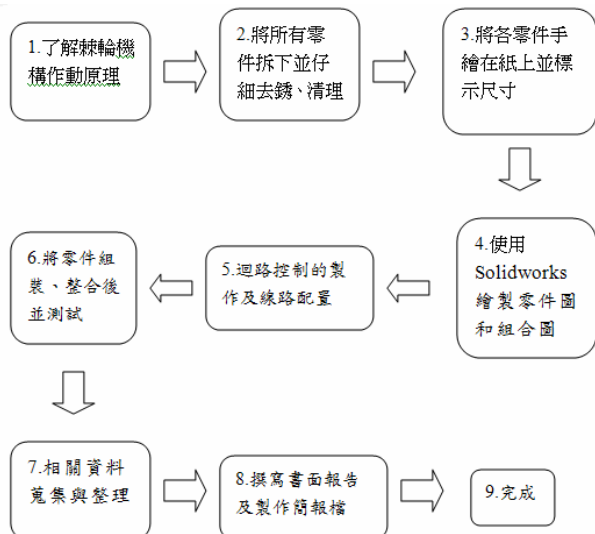 1.了解棘輪機
構作動原理
2.將所有零
件拆下並仔
細去銹、清理
3.將各零件手
繪在紙上並標
示尺寸
4.使用
Solidworks
繪製零件圖
和組合圖
5.迴路控制的製
作及線路配置
6.將零件組
裝、整合後
並測試
7.相關資料
蒐集與整理
8.撰寫書面報告
及製作簡報檔
9.完成